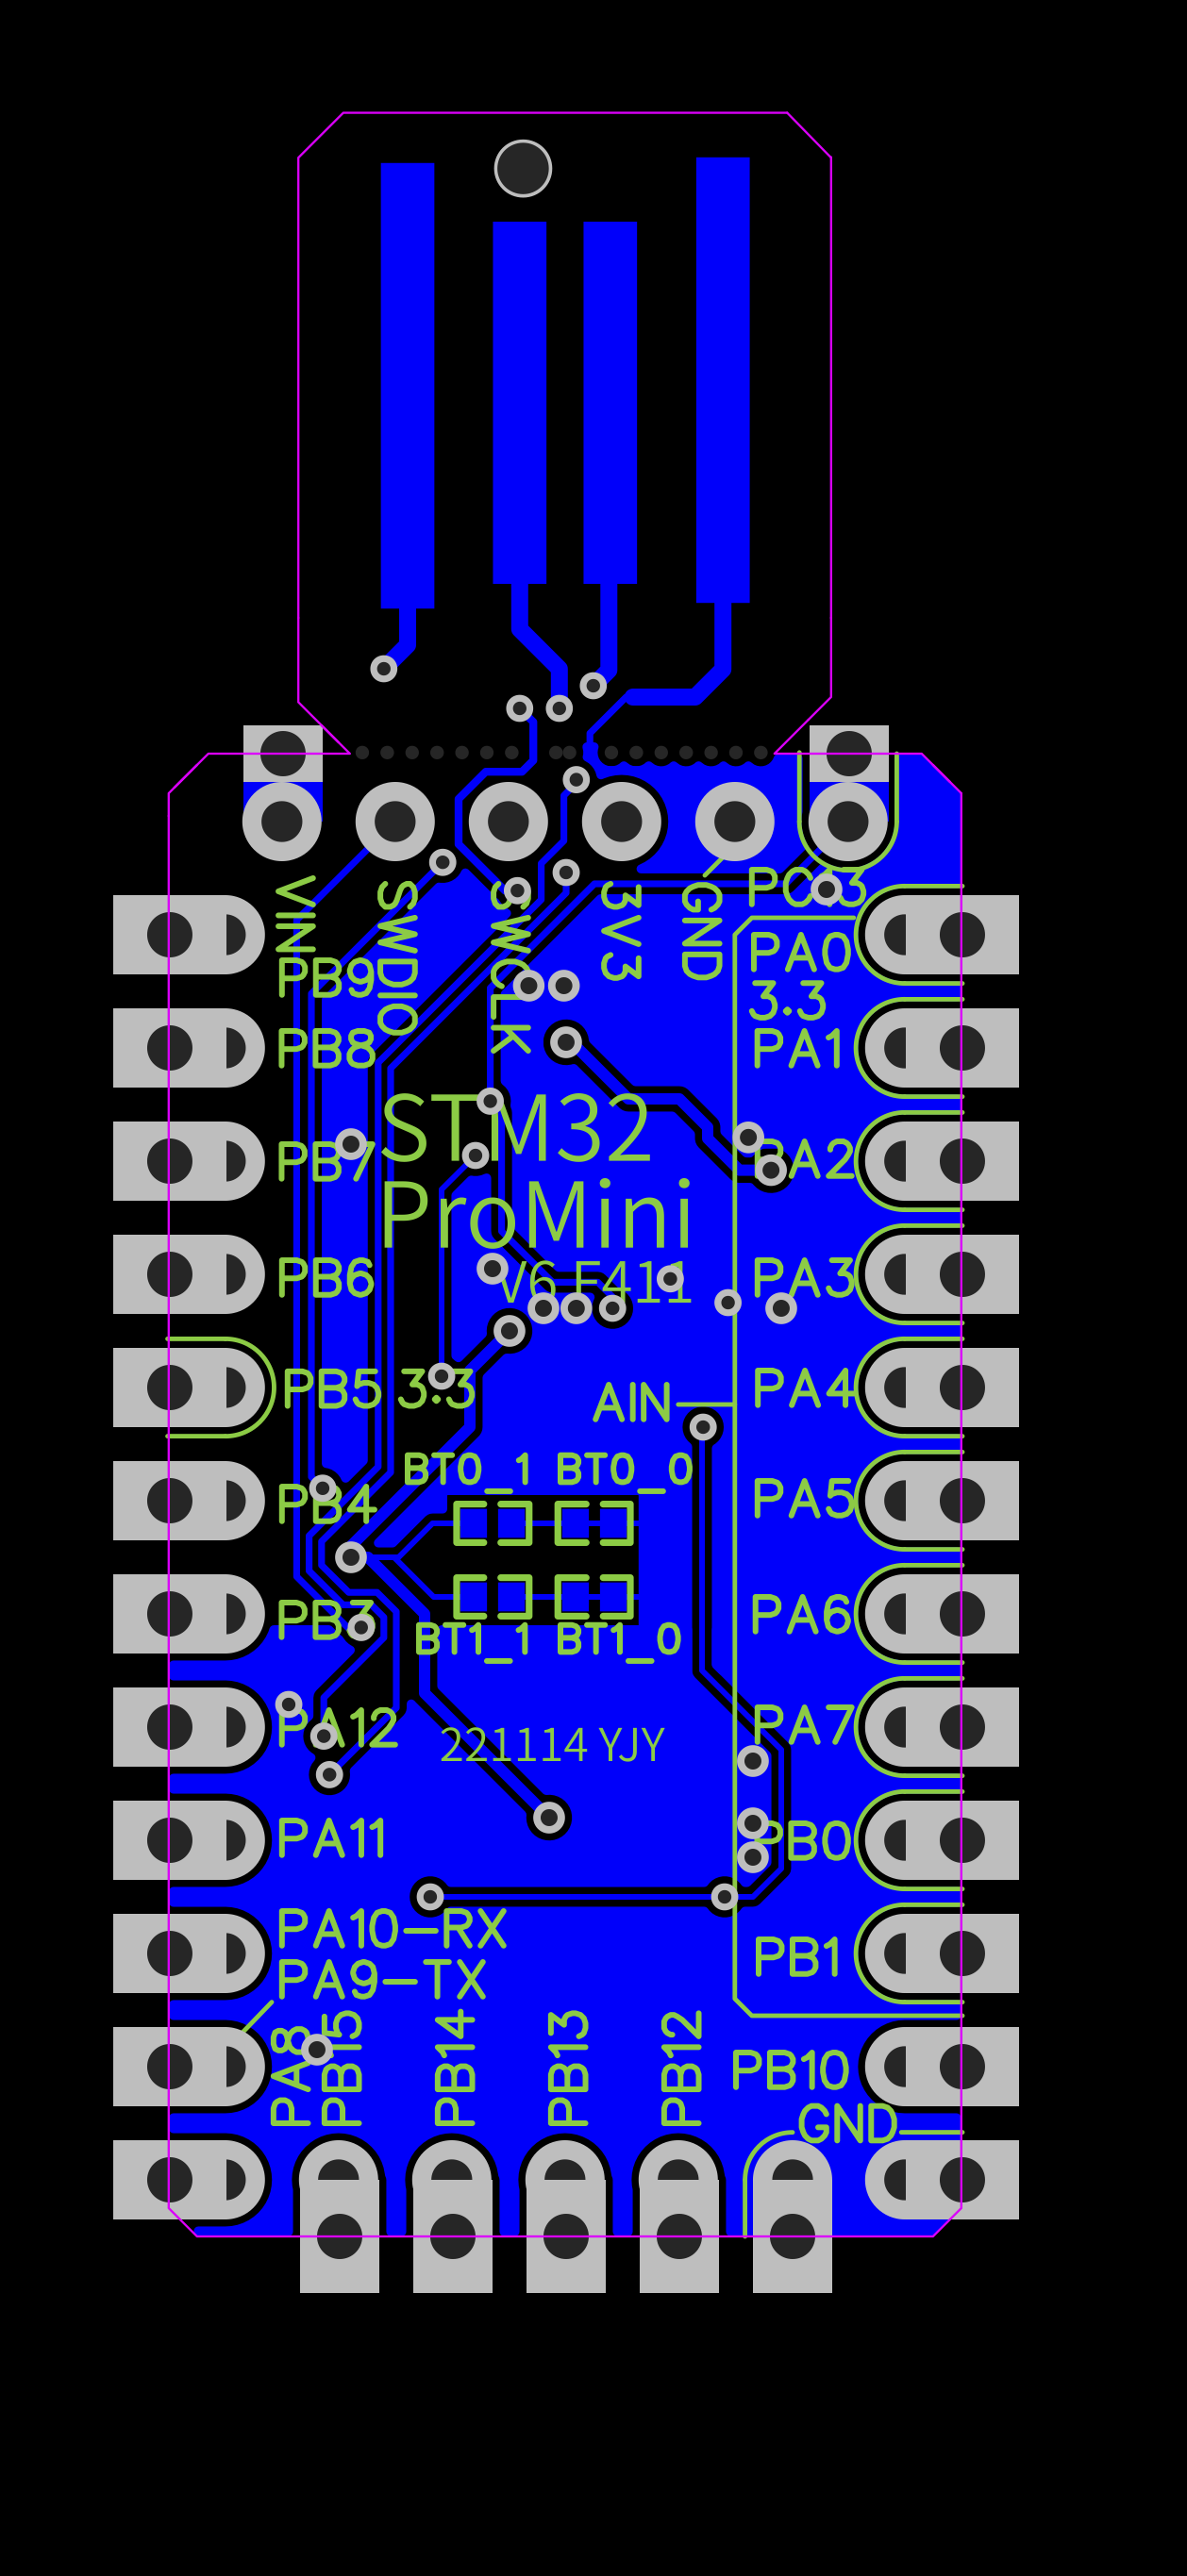 VIN
SWDIO
SWCLK
3V3
GND
PC13
PB9
PA0
3.3
PB8
PA1
STM32
PB7
PA2
ProMini
PB6
V6 F411
PA3
PB5 3.3
AIN
PA4
BT0_1 BT0_0
PB4
PA5
PB3
PA6
BT1_1 BT1_0
PA12
221114 YJY
PA7
PA11
PB0
PA10-RX
PB1
PA9-TX
PA8
PB15
PB14
PB13
PB12
PB10
GND